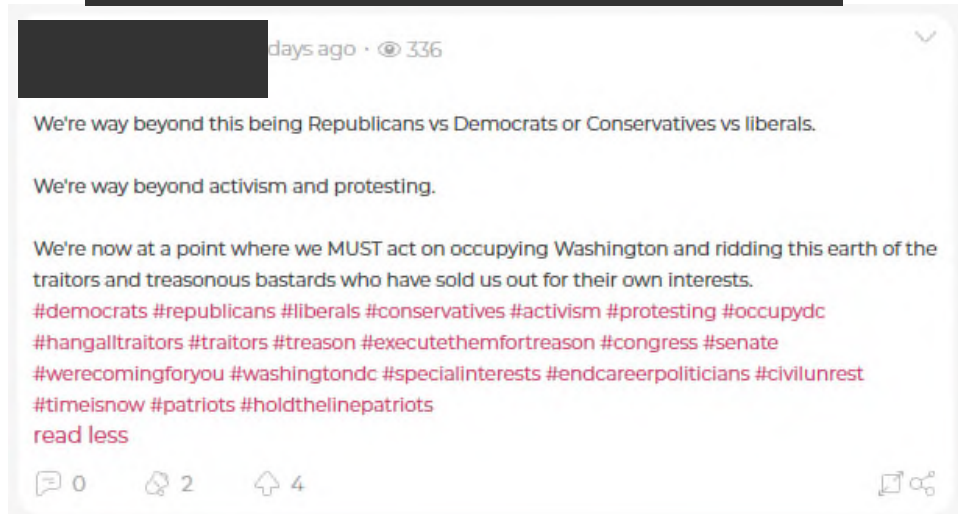 days ago · 336
We're way beyond this being Republicans vs Democrats or Conservatives vs liberals.
We're way beyond activism and protesting.
We're now at a point where we MUST act on occupying Washington and ridding this earth of the
traitors and treasonous bastards who have sold us out for their own interests.
#democrats #republicans #liberals #conservatives #activism #protesting #occupydc
#hangalltraitors #traitors #treason #executethemfortreason #congress #senate
#werecomingforyou #washingtondc #specialinterests #endcareerpoliticians #civilunrest
#timeisnow #patriots #holdthelinepatriots
read less
0 2 4